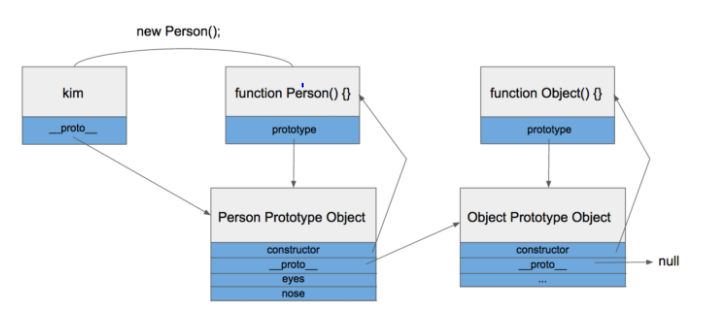 new Person();
kim
__proto__
function Person() {}
prototype
function Object() {}
prototype
Person Prototype Object
constructor
__proto__
eyes
nose
Object Prototype Object
constructor
__proto__
...
null